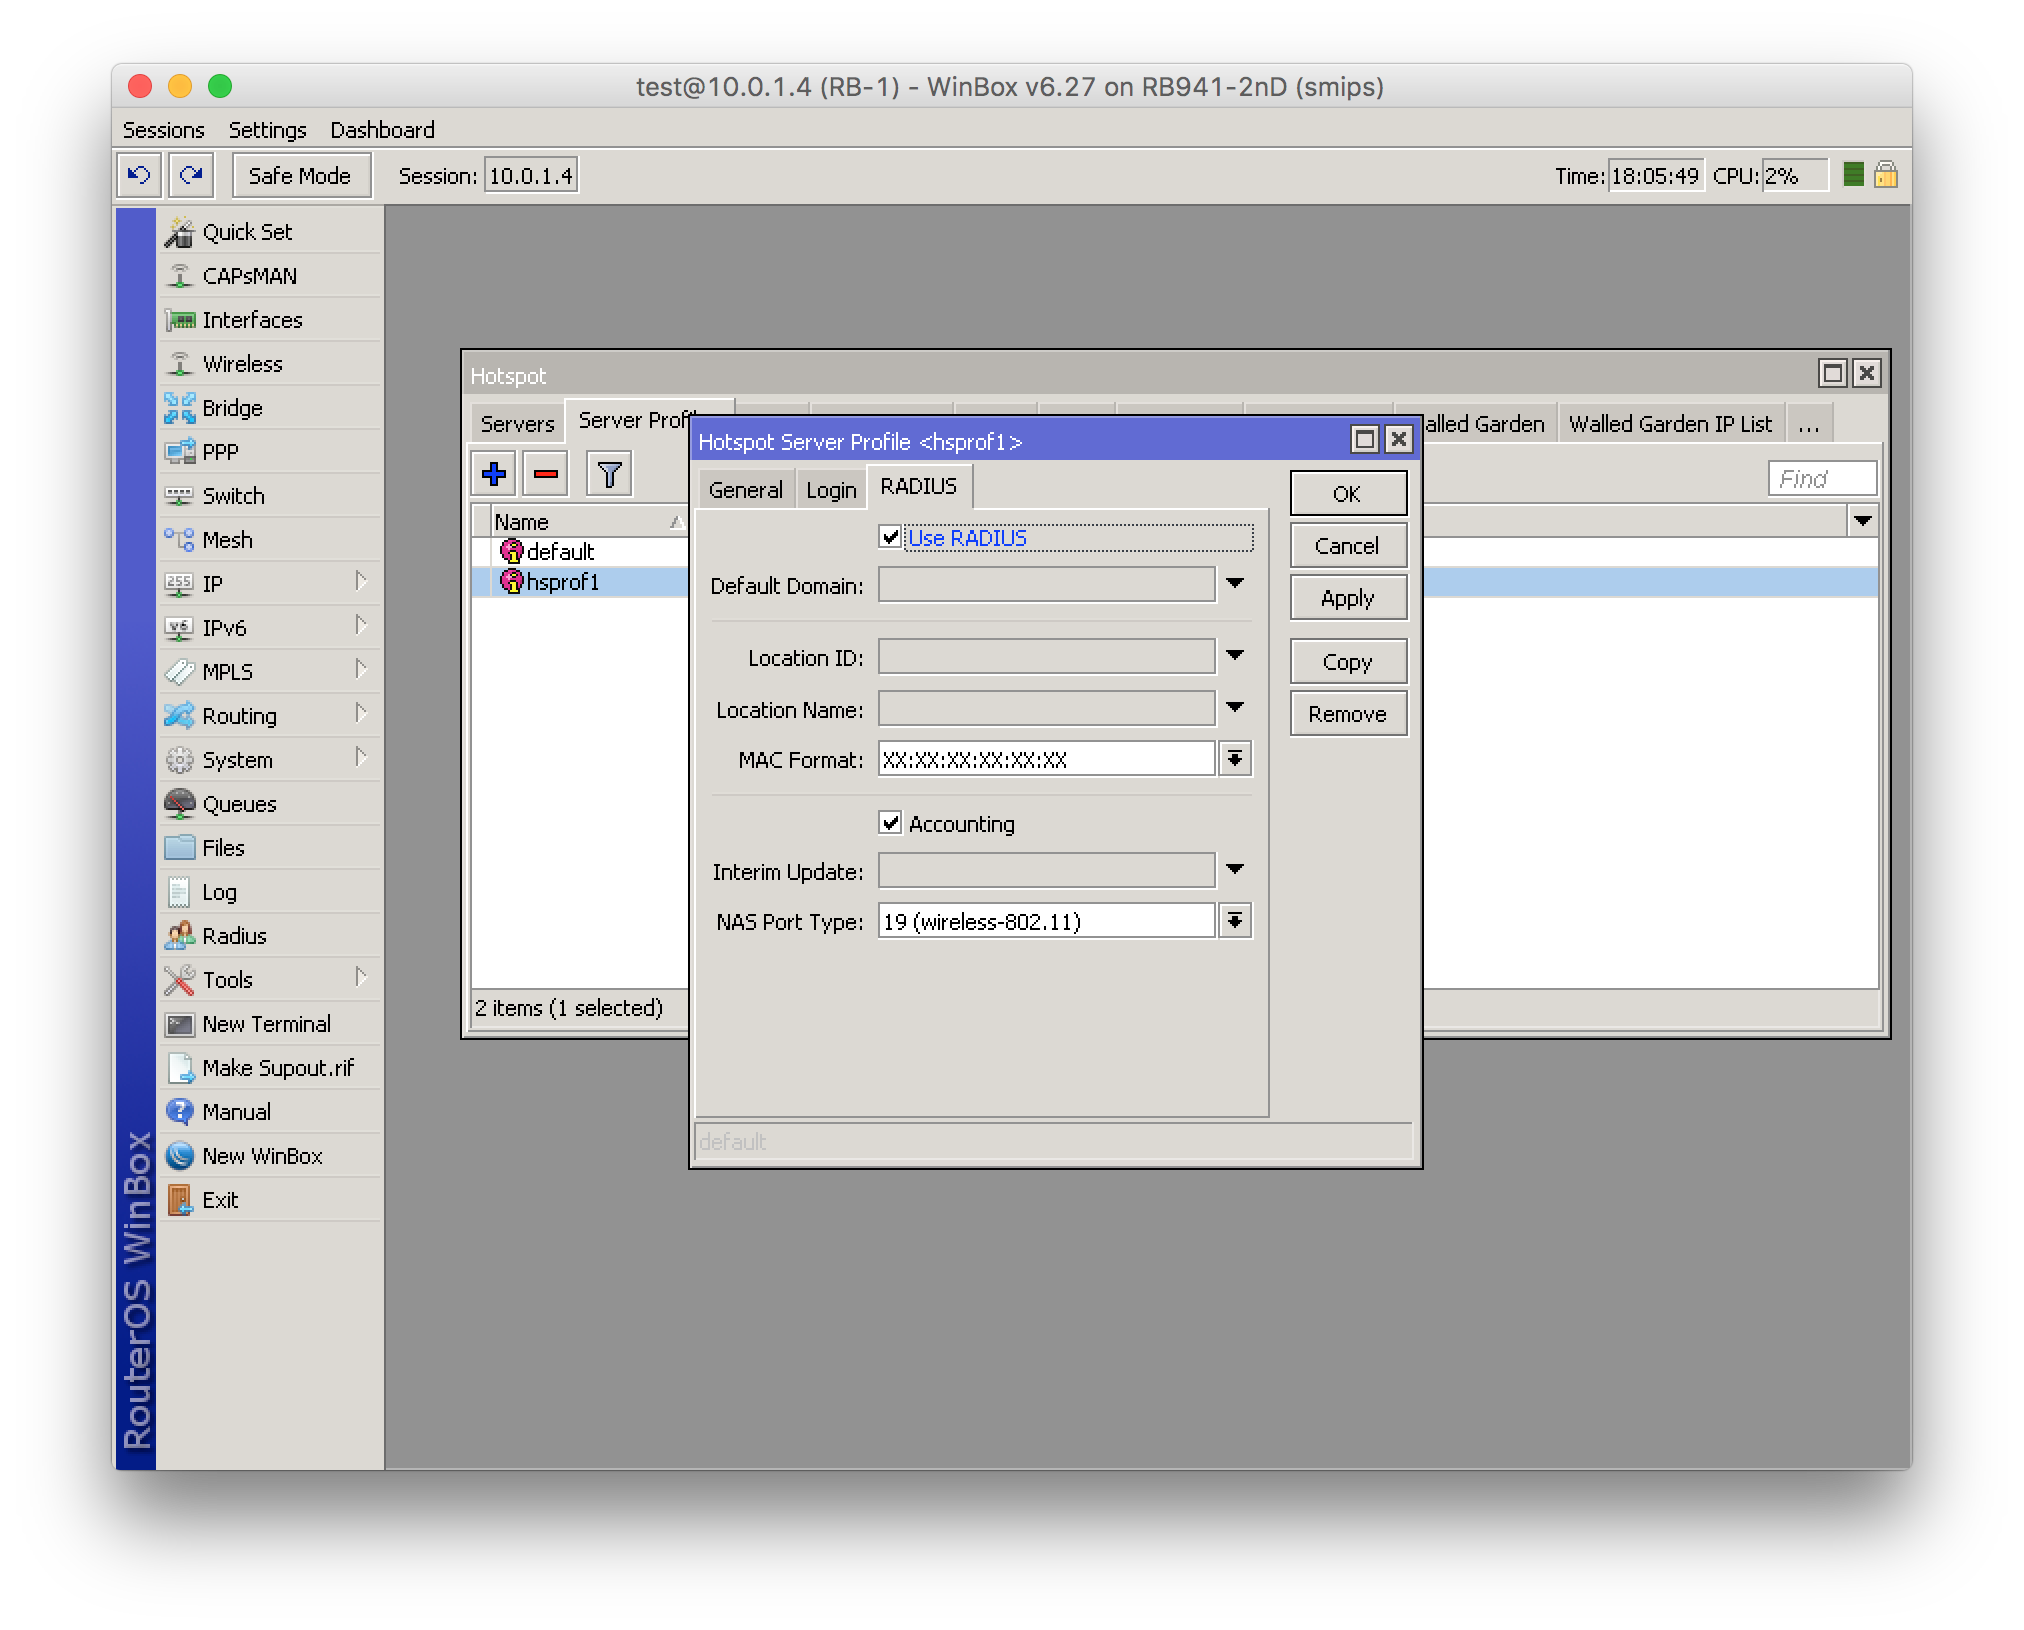 test@10.0.1.4 (RB-1) - WinBox v6.27 on RB941-2nD (smips)
Sessions Settings Dashboard
Safe Mode Session: 10.0.1.4 Time: 18:05:49 CPU: 2%
Quick Set
CAPsMAN
Interfaces
Wireless
Bridge
PPP
Switch
Mesh
255 IP
v6 IPv6
MPLS
Routing
System
Queues
Files
Log
Radius
Tools
New Terminal
Make Supout.rif
Manual
New WinBox
Exit
RouterOS WinBox
Hotspot
Servers Server Prof alled Garden Walled Garden IP List ...
Find
Name
default
hsprof1
2 items (1 selected)
Hotspot Server Profile <hsprof1>
General Login RADIUS
Use RADIUS
Default Domain:
Location ID:
Location Name:
MAC Format: XX:XX:XX:XX:XX:XX
Accounting
Interim Update:
NAS Port Type: 19 (wireless-802.11)
OK
Cancel
Apply
Copy
Remove
default